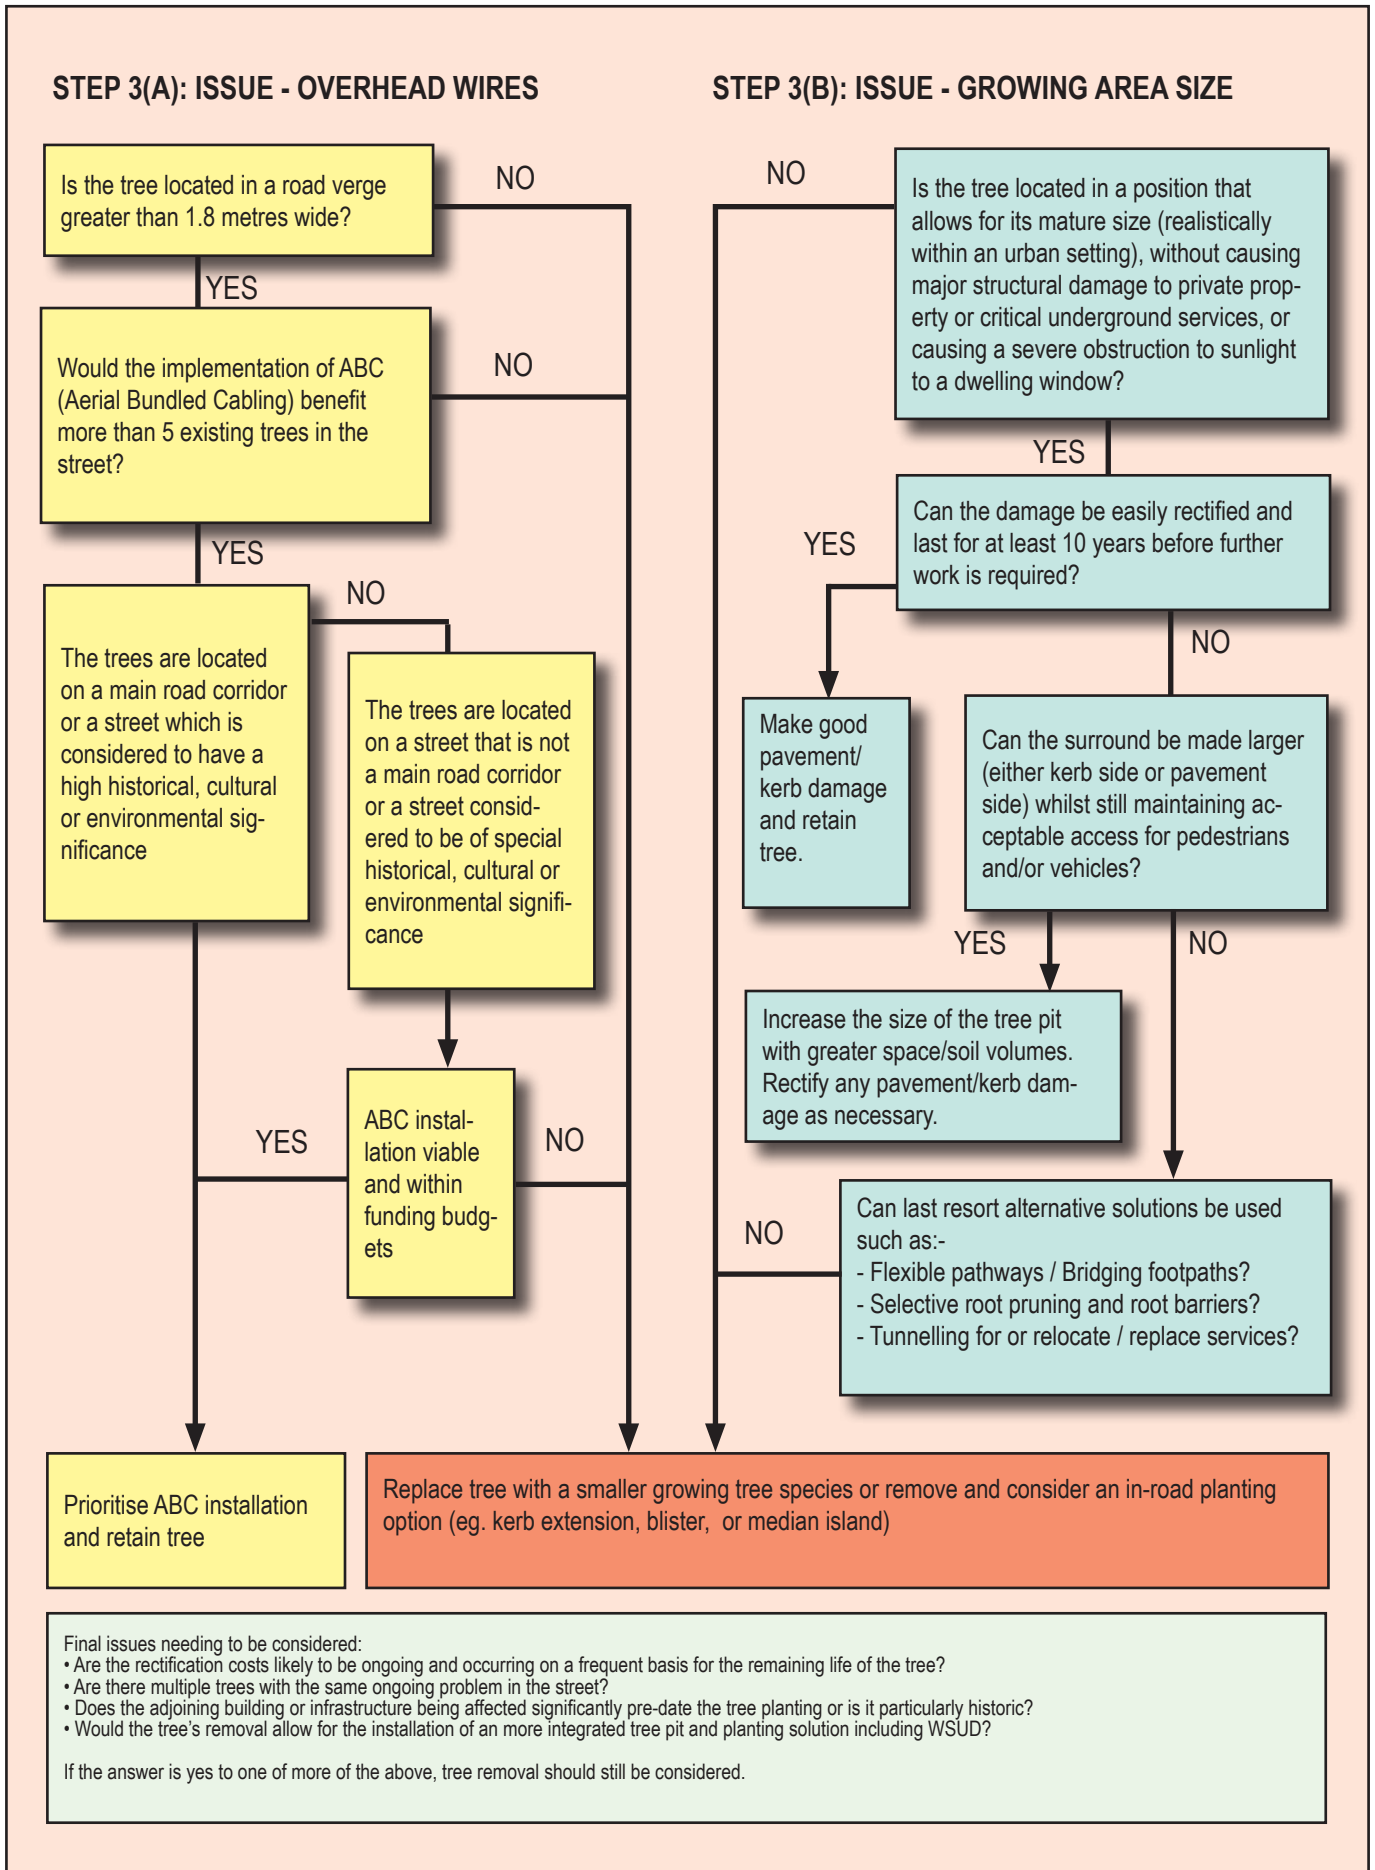 STEP 3(A): ISSUE - OVERHEAD WIRES
Is the tree located in a road verge
greater than 1.8 metres wide?
NO
YES
Would the implementation of ABC
(Aerial Bundled Cabling) benefit
more than 5 existing trees in the
street?
NO
YES
The trees are located
on a main road corridor
or a street which is
considered to have a
high historical, cultural
or environmental sig-
nificance
NO
The trees are located
on a street that is not
a main road corridor
or a street consid-
ered to be of special
historical, cultural or
environmental signifi-
cance
ABC instal-
lation viable
and within
funding budg-
ets
YES
NO
Prioritise ABC installation
and retain tree
STEP 3(B): ISSUE - GROWING AREA SIZE
NO
Is the tree located in a position that
allows for its mature size (realistically
within an urban setting), without causing
major structural damage to private prop-
erty or critical underground services, or
causing a severe obstruction to sunlight
to a dwelling window?
YES
Can the damage be easily rectified and
last for at least 10 years before further
work is required?
YES
NO
Make good
pavement/
kerb damage
and retain
tree.
Can the surround be made larger
(either kerb side or pavement
side) whilst still maintaining ac-
ceptable access for pedestrians
and/or vehicles?
YES
NO
Increase the size of the tree pit
with greater space/soil volumes.
Rectify any pavement/kerb dam-
age as necessary.
Can last resort alternative solutions be used
such as:-
- Flexible pathways / Bridging footpaths?
- Selective root pruning and root barriers?
- Tunnelling for or relocate / replace services?
NO
Replace tree with a smaller growing tree species or remove and consider an in-road planting
option (eg. kerb extension, blister, or median island)
Final issues needing to be considered:
• Are the rectification costs likely to be ongoing and occurring on a frequent basis for the remaining life of the tree?
• Are there multiple trees with the same ongoing problem in the street?
• Does the adjoining building or infrastructure being affected significantly pre-date the tree planting or is it particularly historic?
• Would the tree's removal allow for the installation of an more integrated tree pit and planting solution including WSUD?
If the answer is yes to one of more of the above, tree removal should still be considered.